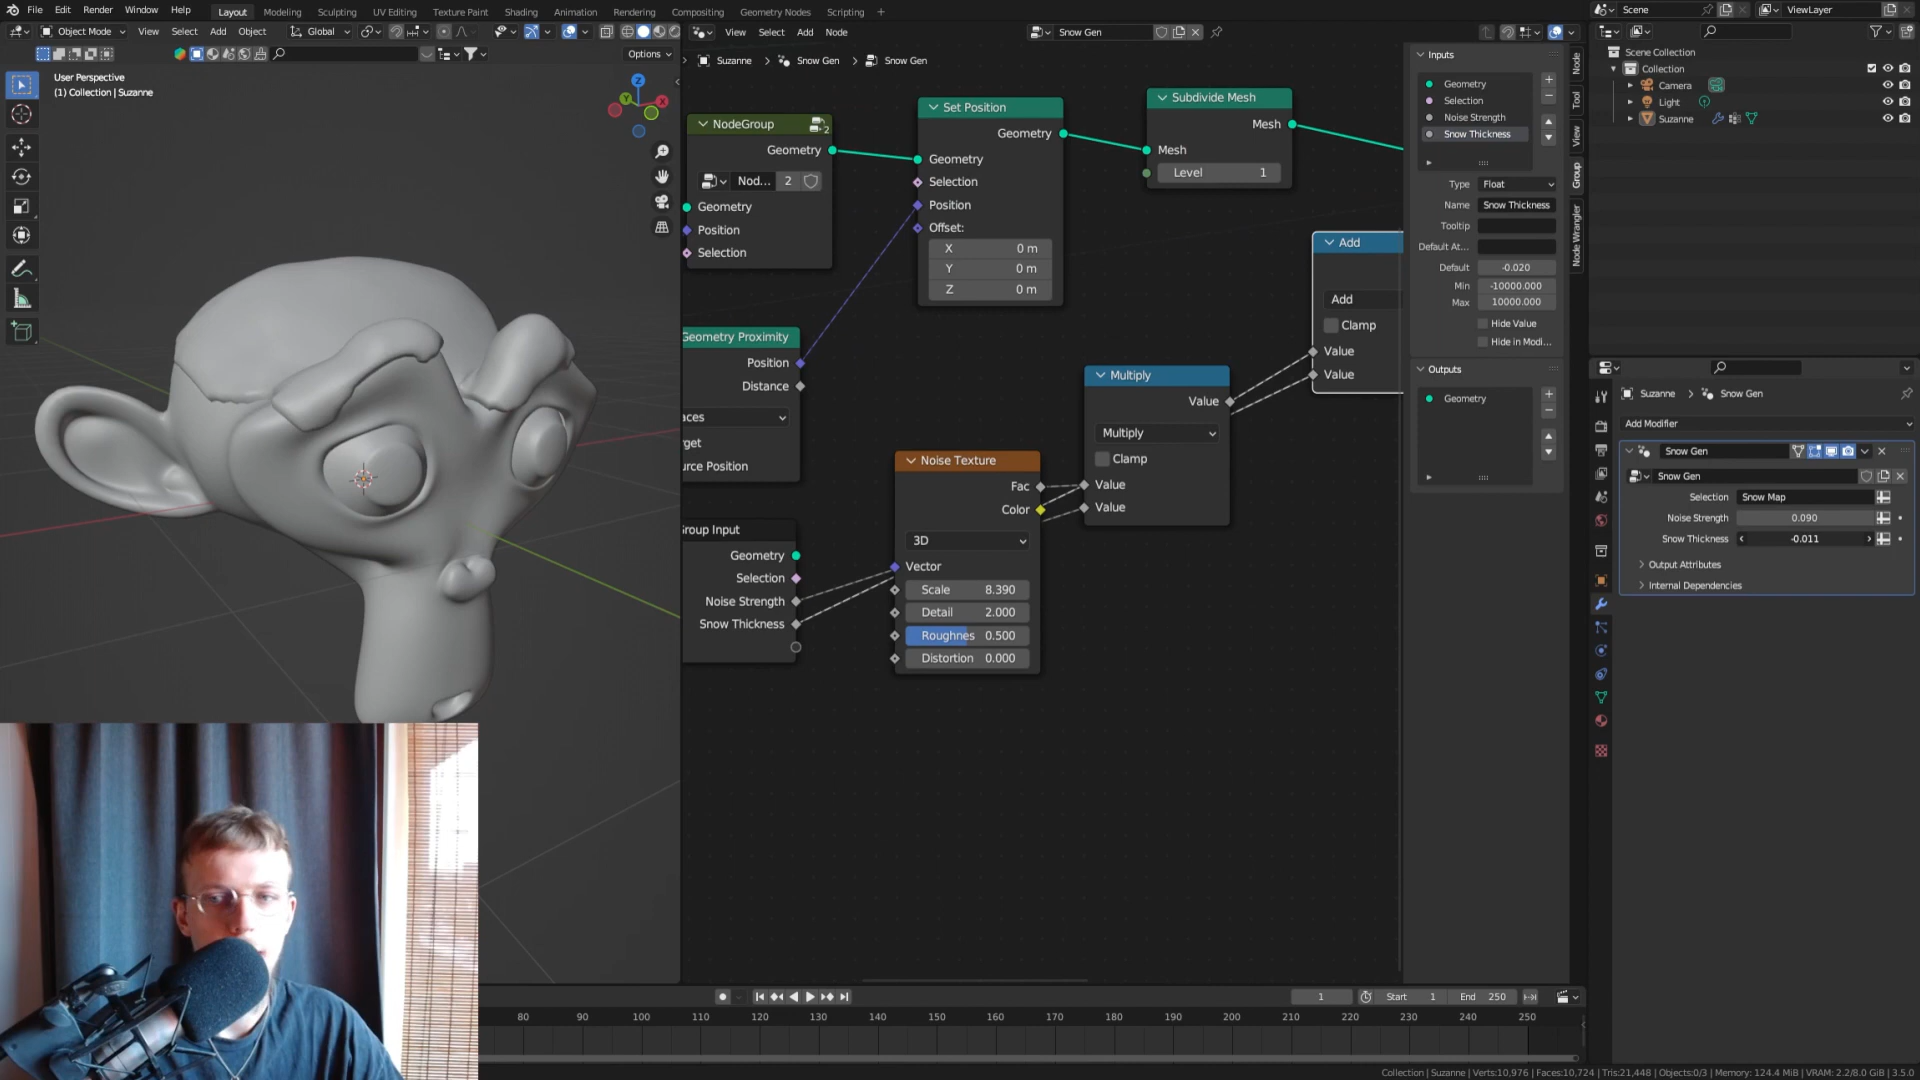 File Edit Render Window Help Layout Modeling Sculpting UV Editing Texture Paint Shading Animation Rendering Compositing Geometry Nodes Scripting +
Scene ViewLayer
Object Mode View Select Add Object Global
View Select Add Node Snow Gen
Options
User Perspective
(1) Collection | Suzanne
Z
Y
X
Suzanne > Snow Gen > Snow Gen
NodeGroup
2
Geometry
Nod... 2
Geometry
Position
Selection
Set Position
Geometry
Geometry
Selection
Position
Offset:
X 0 m
Y 0 m
Z 0 m
Subdivide Mesh
Mesh
Mesh
Level 1
Add
Add
Clamp
Value
Value
Geometry Proximity
Position
Distance
aces
rget
urce Position
Multiply
Value
Multiply
Clamp
Value
Value
Noise Texture
Fac
Color
3D
Vector
Scale 8.390
Detail 2.000
Roughnes 0.500
Distortion 0.000
Group Input
Geometry
Selection
Noise Strength
Snow Thickness
Inputs
Geometry
Selection
Noise Strength
Snow Thickness
Type Float
Name Snow Thickness
Tooltip
Default At...
Default -0.020
Min -10000.000
Max 10000.000
Hide Value
Hide in Modi...
Outputs
Geometry
Node
Tool
View
Group
Node Wrangler
Scene Collection
Collection
Camera
Light
Suzanne
Suzanne > Snow Gen
Add Modifier
Snow Gen
Snow Gen
Selection Snow Map
Noise Strength 0.090
Snow Thickness -0.011
Output Attributes
Internal Dependencies
1 Start 1 End 250
80 90 100 110 120 130 140 150 160 170 180 190 200 210 220 230 240 250
Collection | Suzanne | Verts:10,976 | Faces:10,724 | Tris:21,448 | Objects:0/3 | Memory: 124.4 MiB | VRAM: 2.2/8.0 GiB | 3.5.0